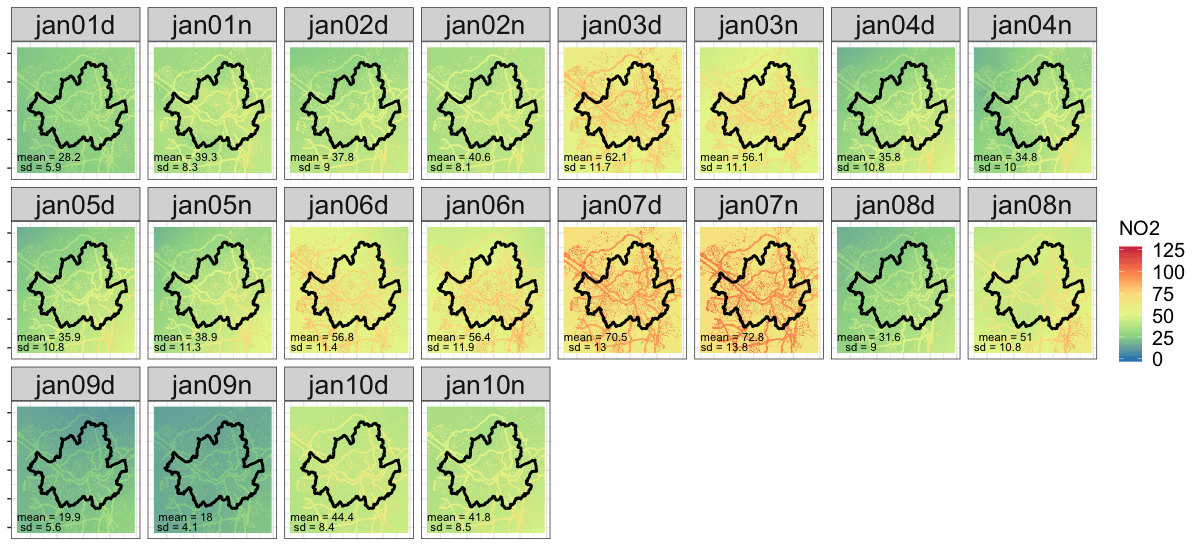 jan01d jan01n jan02d jan02n jan03d jan03n jan04d jan04n
mean = 28.2 mean = 39.3 mean = 37.8 mean = 40.6 mean = 62.1 mean = 56.1 mean = 35.8 mean = 34.8
sd = 5.9 sd = 8.3 sd = 9 sd = 8.1 sd = 11.7 sd = 11.1 sd = 10.8 sd = 10
jan05d jan05n jan06d jan06n jan07d jan07n jan08d jan08n
mean = 35.9 mean = 38.9 mean = 56.8 mean = 56.4 mean = 70.5 mean = 72.8 mean = 31.6 mean = 51
sd = 10.8 sd = 11.3 sd = 11.4 sd = 11.9 sd = 13 sd = 13.8 sd = 9 sd = 10.8
jan09d jan09n jan10d jan10n
mean = 19.9 mean = 18 mean = 44.4 mean = 41.8
sd = 5.6 sd = 4.1 sd = 8.4 sd = 8.5
NO2
125
100
75
50
25
0